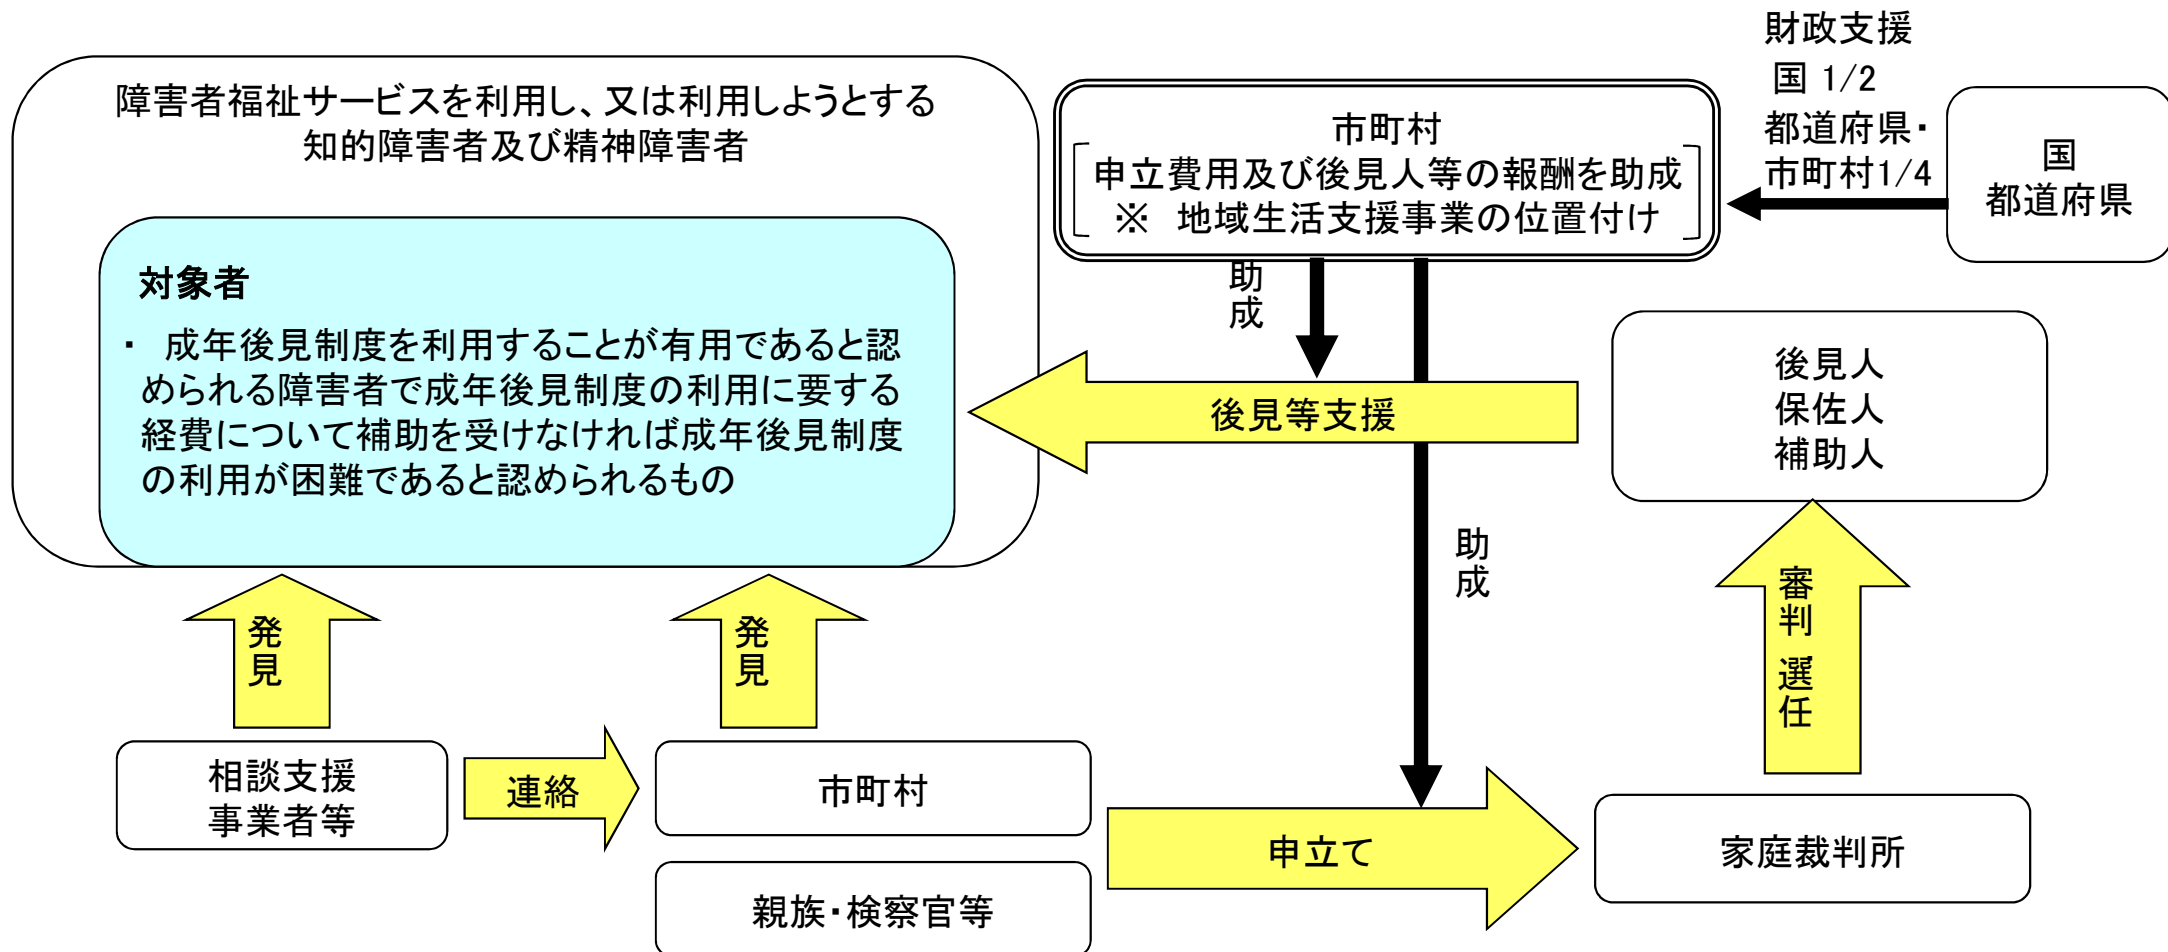 障害者福祉サービスを利用し、又は利用しようとする
知的障害者及び精神障害者
対象者
・ 成年後見制度を利用することが有用であると認
められる障害者で成年後見制度の利用に要する
経費について補助を受けなければ成年後見制度
の利用が困難であると認められるもの
市町村
申立費用及び後見人等の報酬を助成
※ 地域生活支援事業の位置付け
財政支援
国 1/2
都道府県・
市町村1/4
国
都道府県
助成
後見等支援
後見人
保佐人
補助人
助成
審判 選任
発見
発見
相談支援
事業者等
連絡
市町村
親族・検察官等
申立て
家庭裁判所